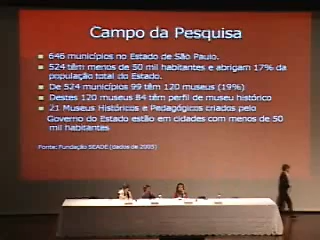 Campo da Pesquisa
646 municípios no Estado de São Paulo.
524 têm menos de 50 mil habitantes e abrigam 17% da
população total do Estado.
De 524 municípios 99 têm 120 museus (19%)
Destes 120 museus 84 têm perfil de museu histórico
21 Museus Históricos e Pedagógicos criados pelo
Governo do Estado estão em cidades com menos de 50
mil habitantes
Fonte: Fundação SEADE (dados de 2005)